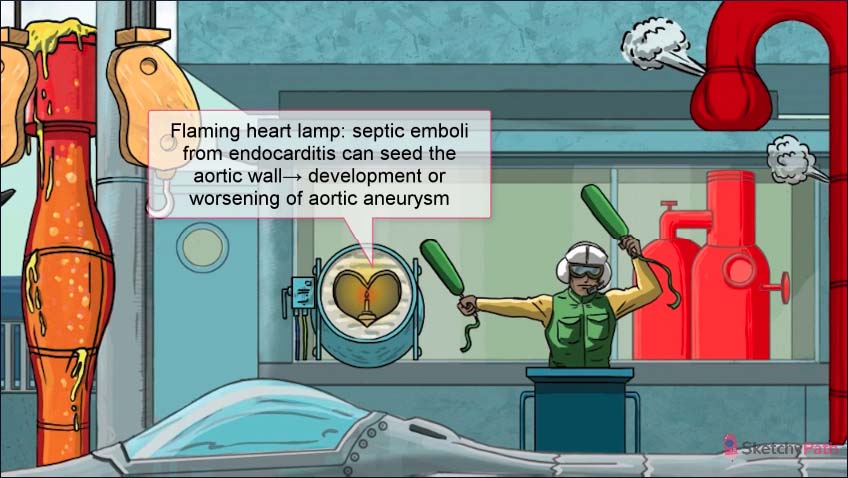 Flaming heart lamp: septic emboli
from endocarditis can seed the
aortic wall→ development or
worsening of aortic aneurysm
SketchyPath